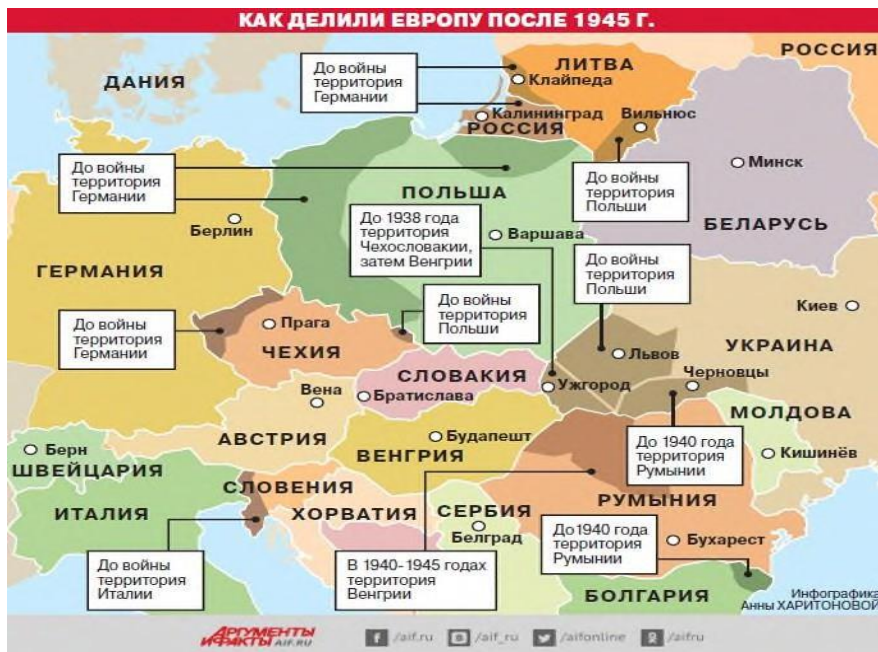 КАК ДЕЛИЛИ ЕВРОПУ ПОСЛЕ 1945 Г.
ДАНИЯ
До войны
территория
Германии
ЛИТВА
Клайпеда
РОССИЯ
Калининград
РОССИЯ
Вильнюс
Минск
БЕЛАРУСЬ
До войны
территория
Германии
ПОЛЬША
До войны
территория
Польши
Берлин
До 1938 года
территория
Чехословакии,
затем Венгрии
Варшава
ГЕРМАНИЯ
До войны
территория
Польши
Киев
До войны
территория
Германии
Прага
ЧЕХИЯ
До войны
территория
Польши
Львов
УКРАИНА
СЛОВАКИЯ
Ужгород
Черновцы
Вена
Братислава
АВСТРИЯ
Будапешт
ВЕНГРИЯ
До 1940 года
территория
Румынии
МОЛДОВА
Кишинёв
Берн
ШВЕЙЦАРИЯ
СЛОВЕНИЯ
ИТАЛИЯ
ХОРВАТИЯ
СЕРБИЯ
Белград
РУМЫНИЯ
До 1940 года
территория
Румынии
Бухарест
До войны
территория
Италии
В 1940-1945 годах
территория
Венгрии
БОЛГАРИЯ
Инфографика
Анны ХАРИТОНОВОЙ
АРГУМЕНТЫ
И ФАКТЫ AIF.RU
/aif.ru
/aif_ru
/aifonline
/aifru